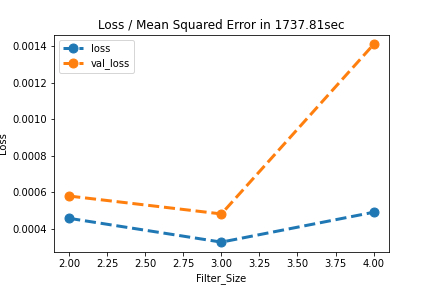 Loss / Mean Squared Error in 1737.81sec
loss
val_loss
0.0014
0.0012
0.0010
0.0008
0.0006
0.0004
Loss
2.00 2.25 2.50 2.75 3.00 3.25 3.50 3.75 4.00
Filter_Size